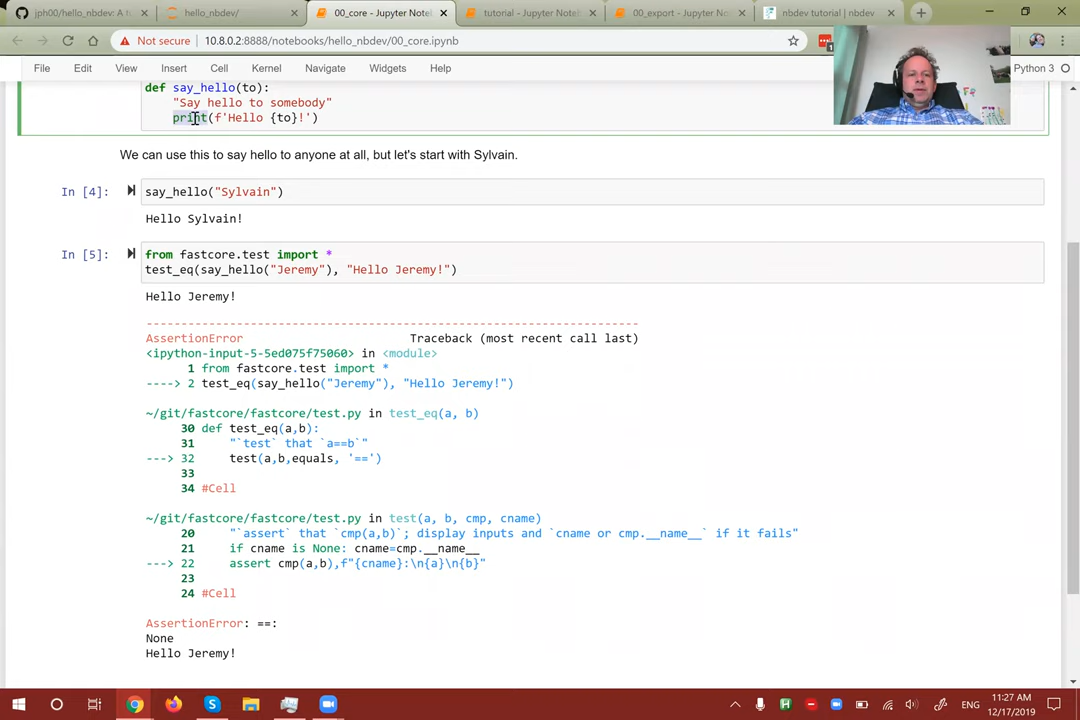 jph00/hello_nbdev: A t
hello_nbdev/
00_core - Jupyter Notebook
tutorial - Jupyter Noteb
00_export - Jupyter No
nbdev tutorial | nbdev
Not secure 10.8.0.2:8888/notebooks/hello_nbdev/00_core.ipynb
File Edit View Insert Cell Kernel Navigate Widgets Help Python 3
def say_hello(to):
"Say hello to somebody"
print(f'Hello {to}!')
We can use this to say hello to anyone at all, but let's start with Sylvain.
In [4]: say_hello("Sylvain")
Hello Sylvain!
In [5]: from fastcore.test import *
test_eq(say_hello("Jeremy"), "Hello Jeremy!")
Hello Jeremy!
---------------------------------------------------------------------------
AssertionError Traceback (most recent call last)
<ipython-input-5-5ed075f75060> in <module>
1 from fastcore.test import *
----> 2 test_eq(say_hello("Jeremy"), "Hello Jeremy!")
~/git/fastcore/fastcore/test.py in test_eq(a, b)
30 def test_eq(a,b):
31 "`test` that `a==b`"
---> 32 test(a,b,equals, '==')
33
34 #Cell
~/git/fastcore/fastcore/test.py in test(a, b, cmp, cname)
20 "`assert` that `cmp(a,b)`; display inputs and `cname or cmp.__name__` if it fails"
21 if cname is None: cname=cmp.__name__
---> 22 assert cmp(a,b),f"{cname}:\n{a}\n{b}"
23
24 #Cell
AssertionError: ==:
None
Hello Jeremy!
ENG
11:27 AM
12/17/2019